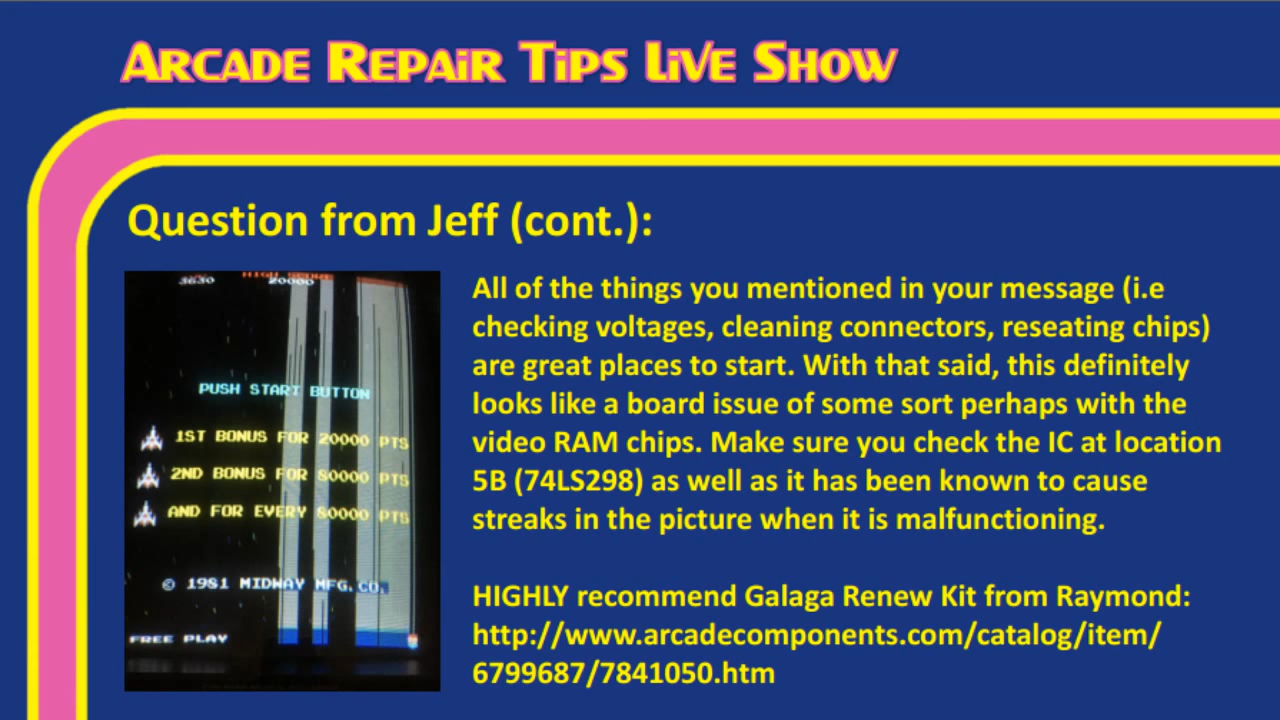 ARCADE REPAIR TIPS LIVE SHOW
Question from Jeff (cont.):
3630 20000
HIGH SCORE
PUSH START BUTTON
1ST BONUS FOR 20000 PTS
2ND BONUS FOR 80000 PTS
AND FOR EVERY 80000 PTS
© 1981 MIDWAY MFG. CO.
FREE PLAY
All of the things you mentioned in your message (i.e
checking voltages, cleaning connectors, reseating chips)
are great places to start. With that said, this definitely
looks like a board issue of some sort perhaps with the
video RAM chips. Make sure you check the IC at location
5B (74LS298) as well as it has been known to cause
streaks in the picture when it is malfunctioning.
HIGHLY recommend Galaga Renew Kit from Raymond:
http://www.arcadecomponents.com/catalog/item/
6799687/7841050.htm